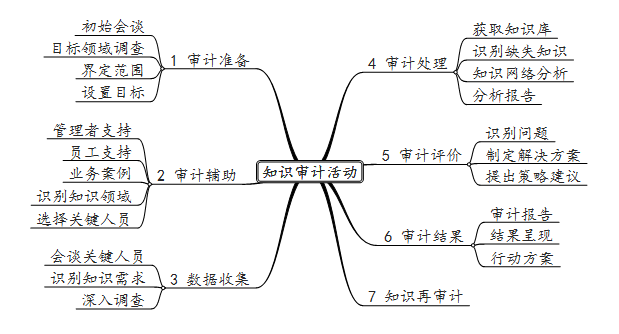 知识审计活动
1 审计准备
初始会谈
目标领域调查
界定范围
设置目标
2 审计辅助
管理者支持
员工支持
业务案例
识别知识领域
选择关键人员
3 数据收集
会谈关键人员
识别知识需求
深入调查
4 审计处理
获取知识库
识别缺失知识
知识网络分析
分析报告
5 审计评价
识别问题
制定解决方案
提出策略建议
6 审计结果
审计报告
结果呈现
行动方案
7 知识再审计